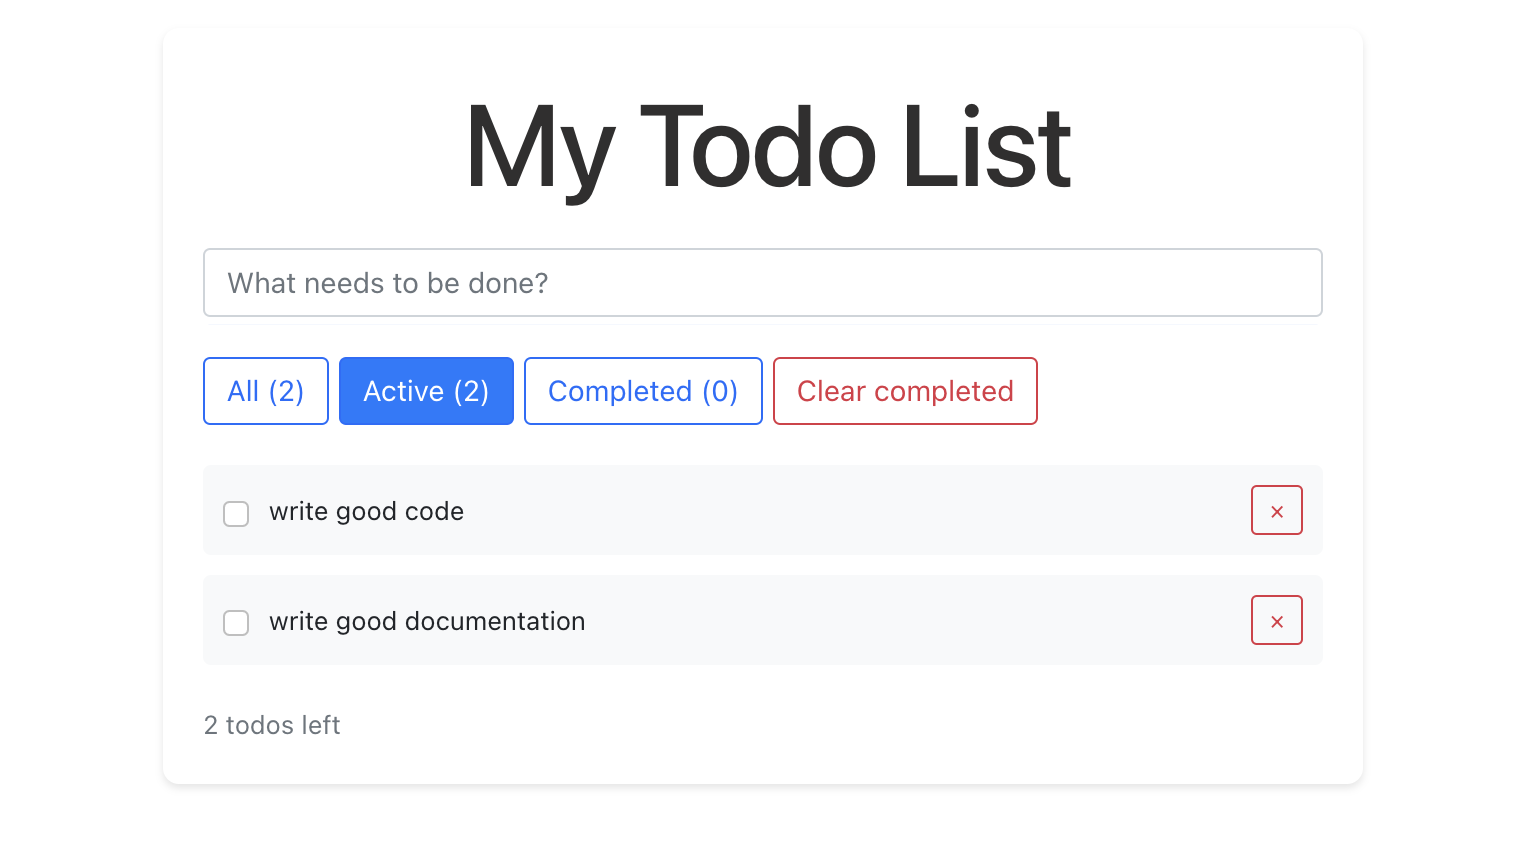 My Todo List
What needs to be done?
All (2) Active (2) Completed (0) Clear completed
write good code ×
write good documentation ×
2 todos left